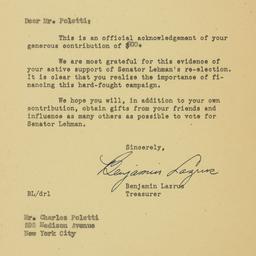 Dear Mr. Poletti:
This is an official acknowledgement of your
generous contribution of
We are most grateful for this evidence of
your active support of Senator Lehman's re-election.
It is clear that you realize the importance of fi-
nancing this hard-fought campaign.
We hope you will, in addition to your own
contribution, obtain gifts from your friends and
influence as many others as possible to vote for
Senator Lehman.
Sincerely,
Benjamin Lazrus
Benjamin Lazrus
BL/drl Treasurer
Mr. Charles Poletti
Madison Avenue
New York City